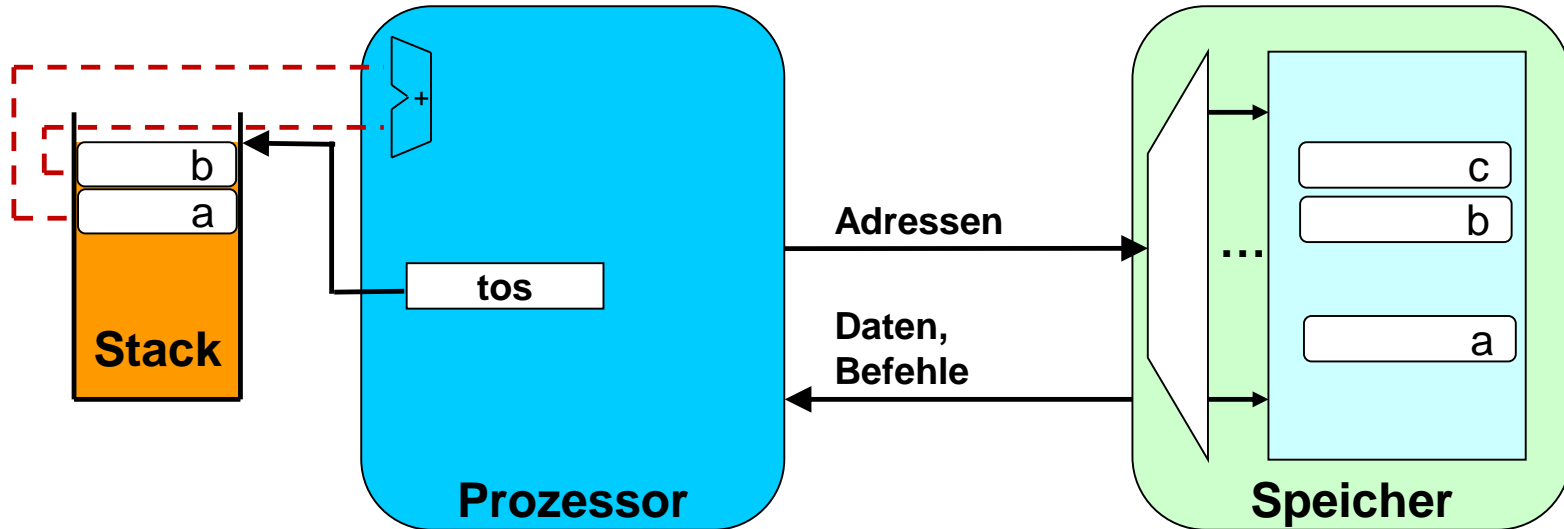 b
a
Stack
+
tos
Prozessor
Adressen
Daten,
Befehle
...
c
b
a
Speicher